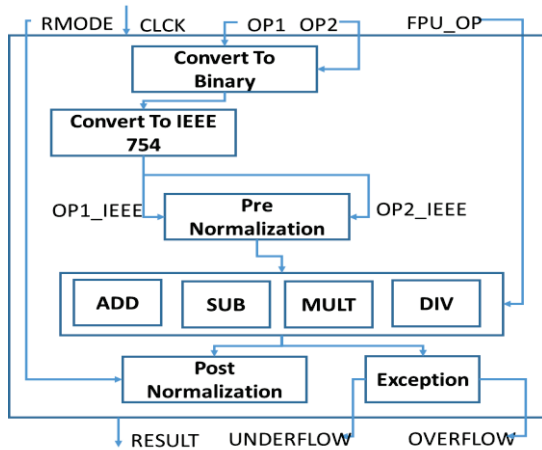 RMODE CLCK OP1 OP2 FPU_OP
Convert To
Binary
Convert To IEEE
754
OP1_IEEE OP2_IEEE
Pre
Normalization
ADD SUB MULT DIV
Post
Normalization
Exception
RESULT UNDERFLOW OVERFLOW